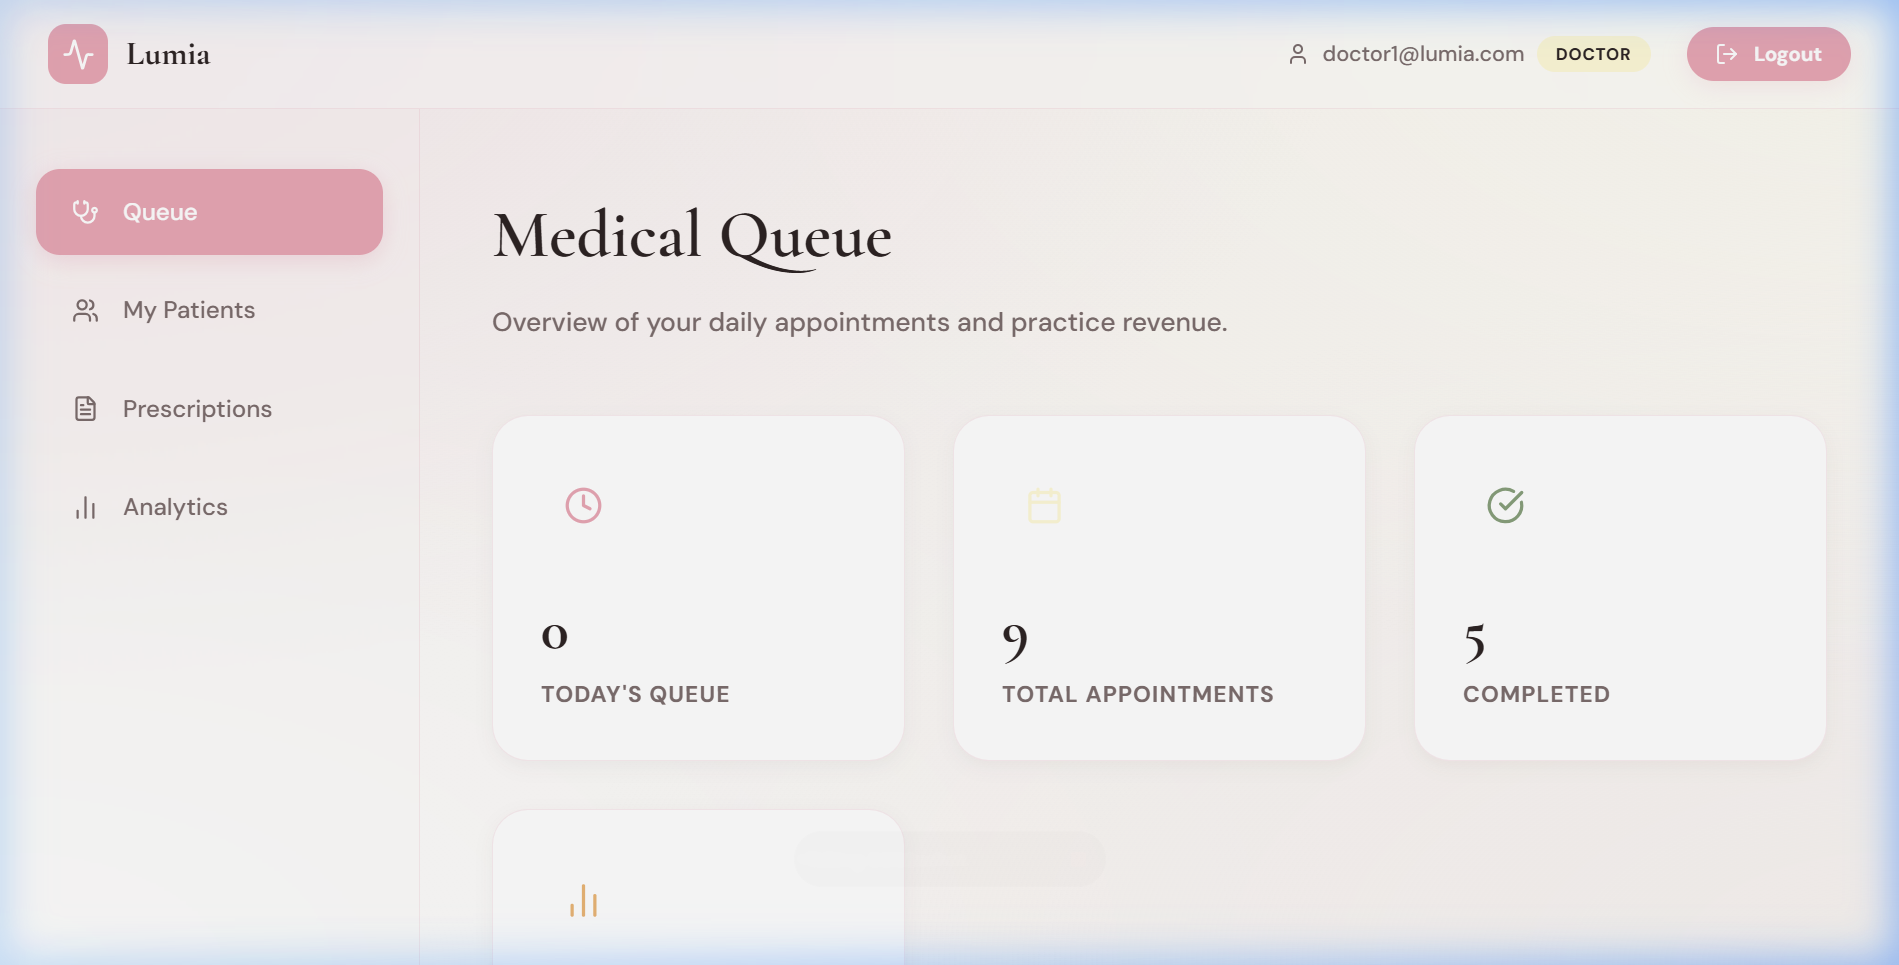 Lumia
doctor1@lumia.com
DOCTOR
Logout
Queue
My Patients
Prescriptions
Analytics
Medical Queue
Overview of your daily appointments and practice revenue.
0
TODAY'S QUEUE
9
TOTAL APPOINTMENTS
5
COMPLETED